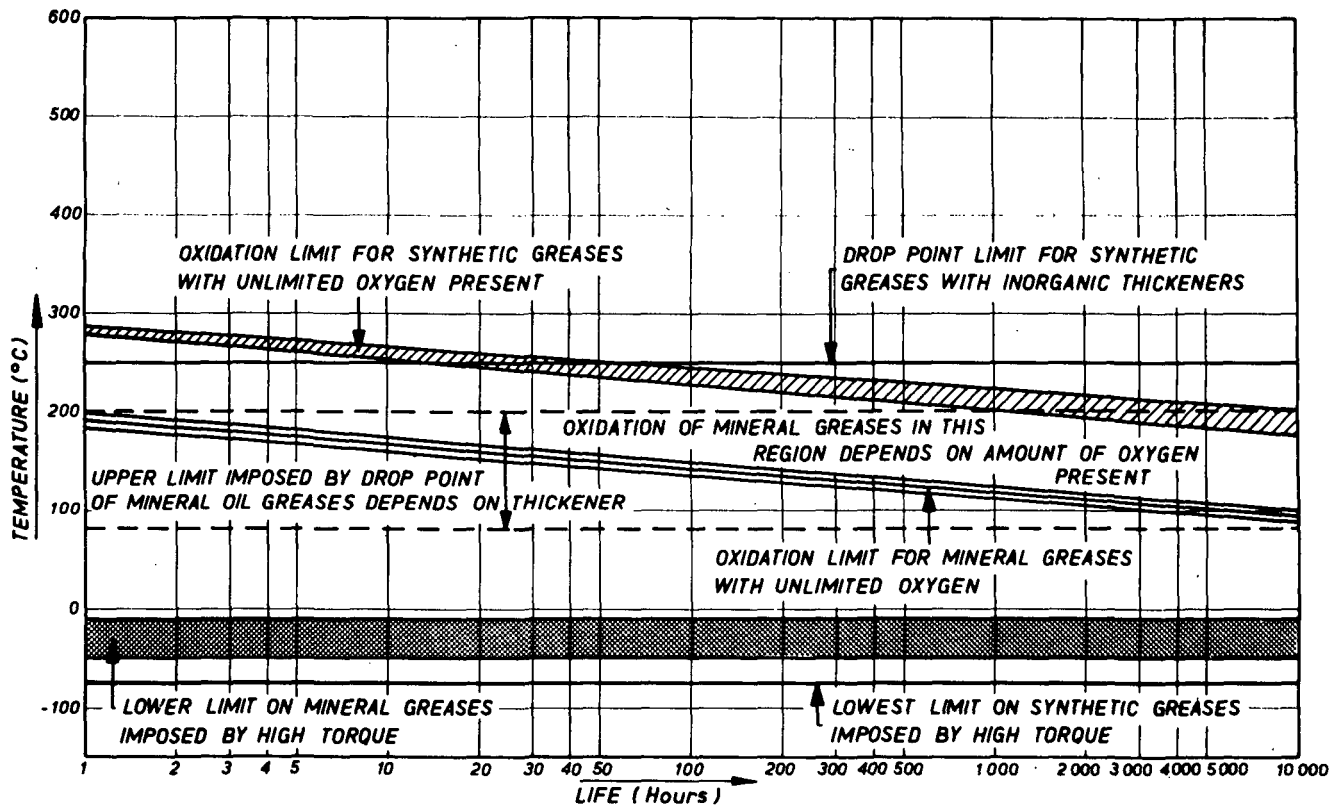 600
500
400
300
200
100
0
-100
TEMPERATURE (°C)
OXIDATION LIMIT FOR SYNTHETIC GREASES
WITH UNLIMITED OXYGEN PRESENT
DROP POINT LIMIT FOR SYNTHETIC
GREASES WITH INORGANIC THICKENERS
OXIDATION OF MINERAL GREASES IN THIS
REGION DEPENDS ON AMOUNT OF OXYGEN
PRESENT
UPPER LIMIT IMPOSED BY DROP POINT
OF MINERAL OIL GREASES DEPENDS ON THICKENER
OXIDATION LIMIT FOR MINERAL GREASES
WITH UNLIMITED OXYGEN
LOWER LIMIT ON MINERAL GREASES
IMPOSED BY HIGH TORQUE
LOWEST LIMIT ON SYNTHETIC GREASES
IMPOSED BY HIGH TORQUE
1 2 3 4 5 10 20 30 40 50 100 200 300 400 500 1 000 2 000 3 000 4 000 5 000 10 000
LIFE (Hours)